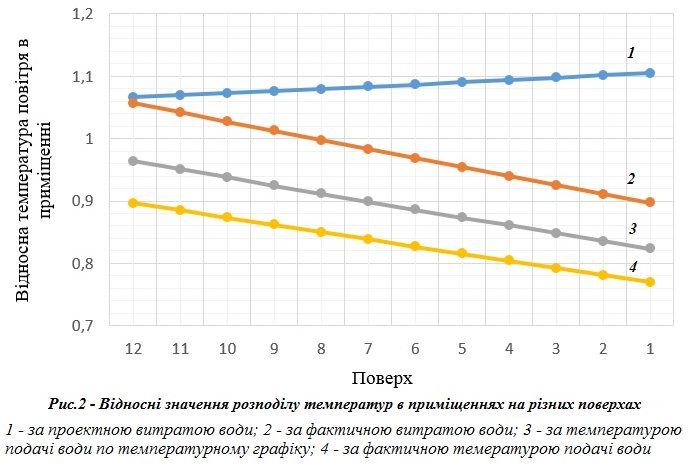 Відносна температура повітря в
приміщенні
1,2
1,1
1
0,9
0,8
0,7
1
2
3
4
12 11 10 9 8 7 6 5 4 3 2 1
Поверх
Рис.2 - Відносні значення розподілу температур в приміщеннях на різних поверхах
1 - за проектною витратою води; 2 - за фактичною витратою води; 3 - за температурою
подачі води по температурному графіку; 4 - за фактичною темературою подачі води